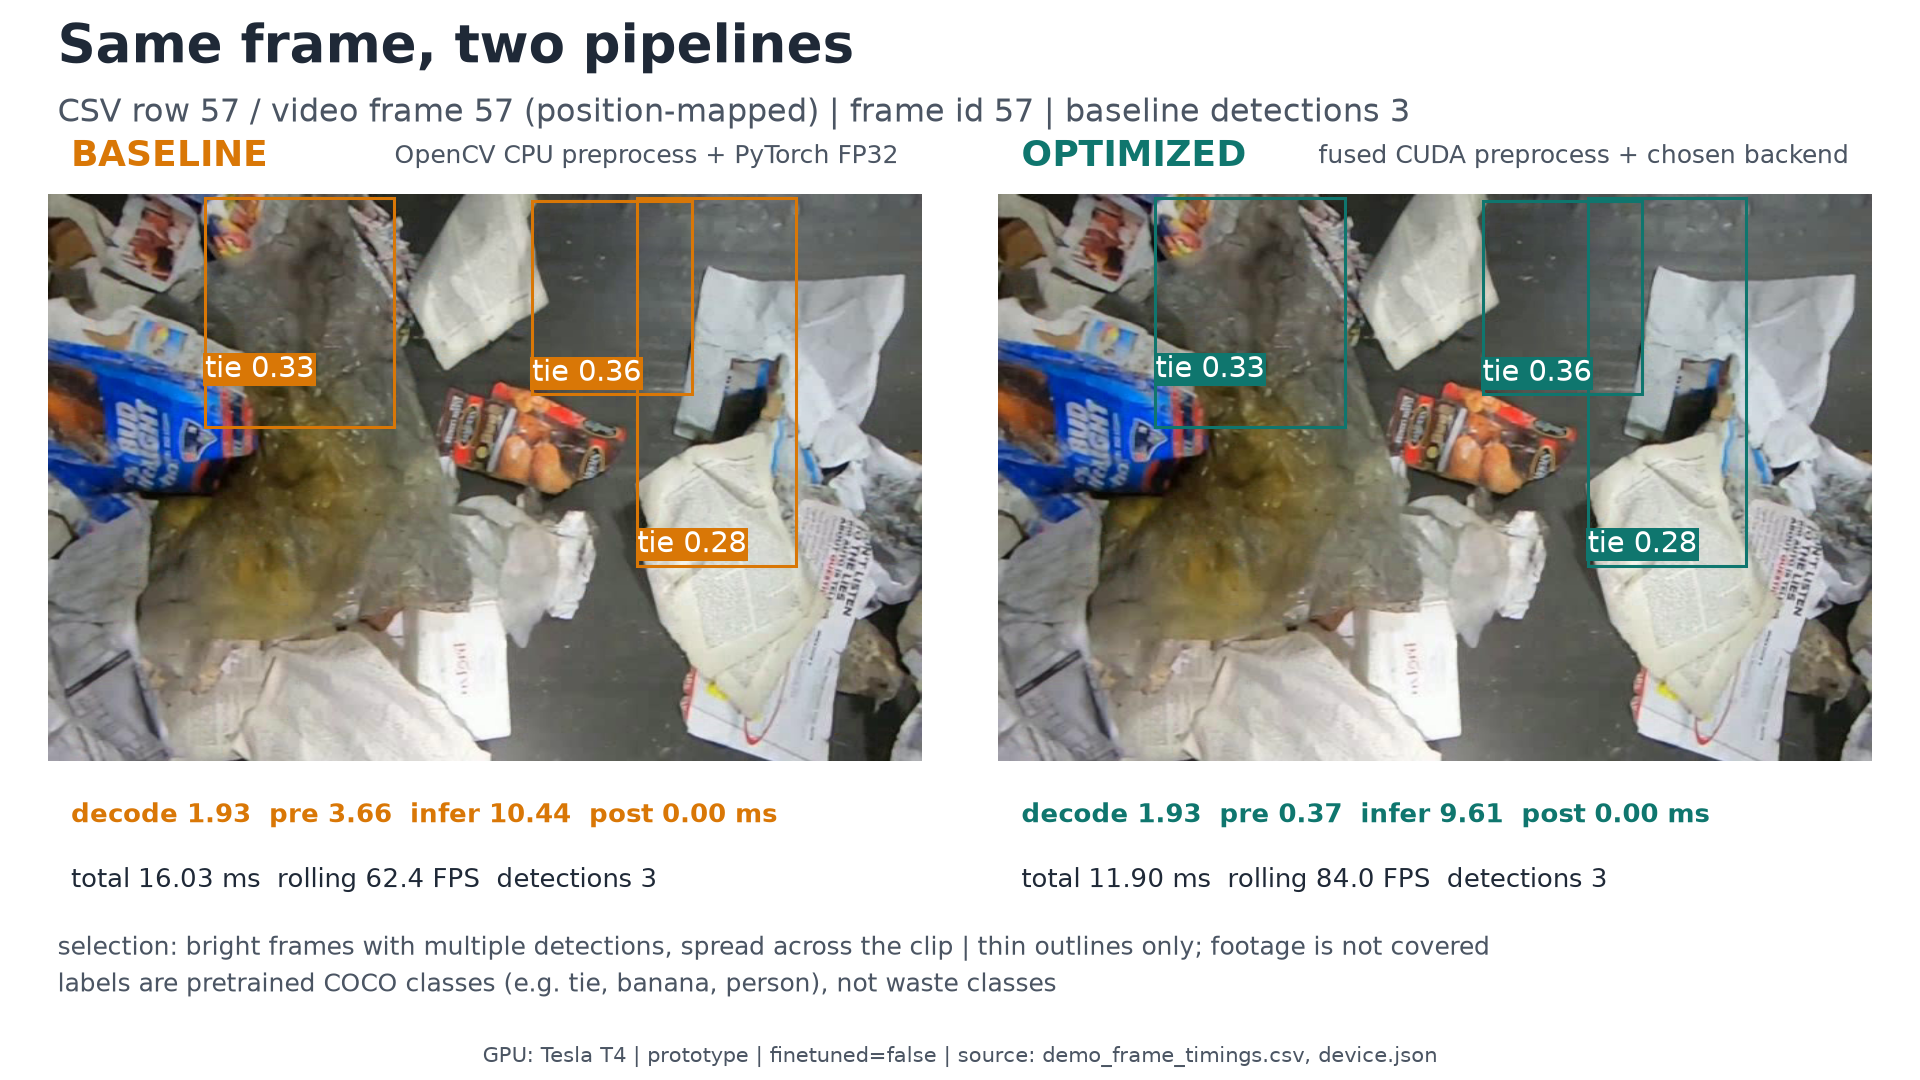 Same frame, two pipelines
CSV row 57 / video frame 57 (position-mapped) | frame id 57 | baseline detections 3
BASELINE
OpenCV CPU preprocess + PyTorch FP32
tie 0.33
tie 0.36
tie 0.28
BUD
LIGHT
decode 1.93 pre 3.66 infer 10.44 post 0.00 ms
total 16.03 ms rolling 62.4 FPS detections 3
OPTIMIZED
fused CUDA preprocess + chosen backend
tie 0.33
tie 0.36
tie 0.28
BUD
LIGHT
decode 1.93 pre 0.37 infer 9.61 post 0.00 ms
total 11.90 ms rolling 84.0 FPS detections 3
selection: bright frames with multiple detections, spread across the clip | thin outlines only; footage is not covered
labels are pretrained COCO classes (e.g. tie, banana, person), not waste classes
GPU: Tesla T4 | prototype | finetuned=false | source: demo_frame_timings.csv, device.json